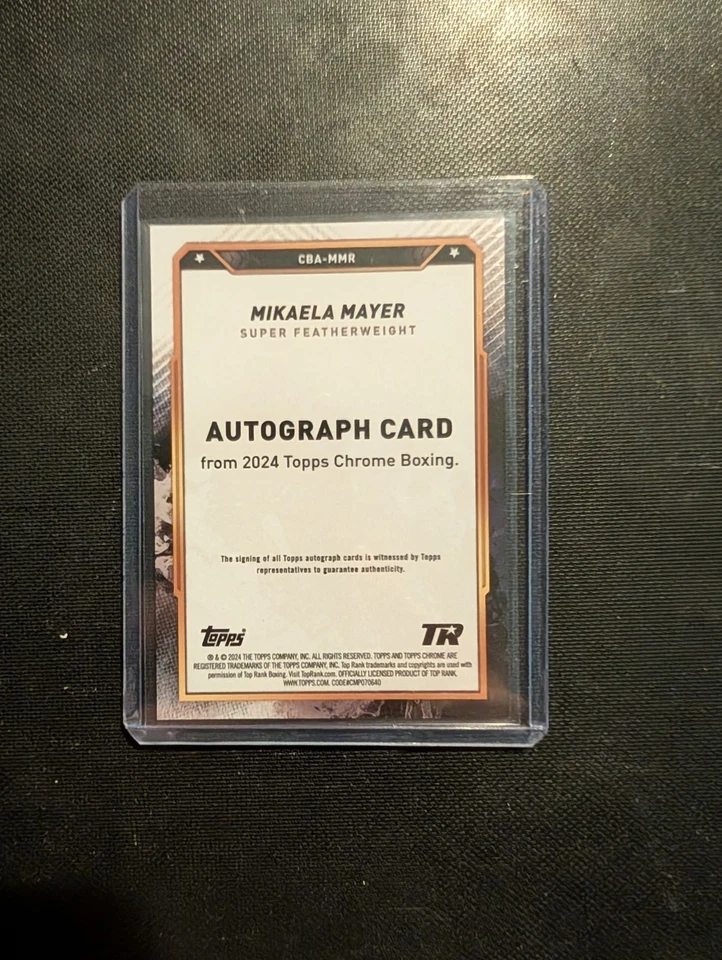 CBA-MMR
MIKAELA MAYER
SUPER FEATHERWEIGHT
AUTOGRAPH CARD
from 2024 Topps Chrome Boxing.
The signing of all Topps autograph cards is witnessed by Topps
representatives to guarantee authenticity.
topps
TR
® & © 2024 THE TOPPS COMPANY, INC. ALL RIGHTS RESERVED. TOPPS AND TOPPS CHROME ARE
REGISTERED TRADEMARKS OF THE TOPPS COMPANY, INC. Top Rank trademarks and copyrights are used with
permission of Top Rank Boxing. Visit TopRank.com. OFFICIALLY LICENSED PRODUCT OF TOP RANK.
WWW.TOPPS.COM. CODE#CMP070640